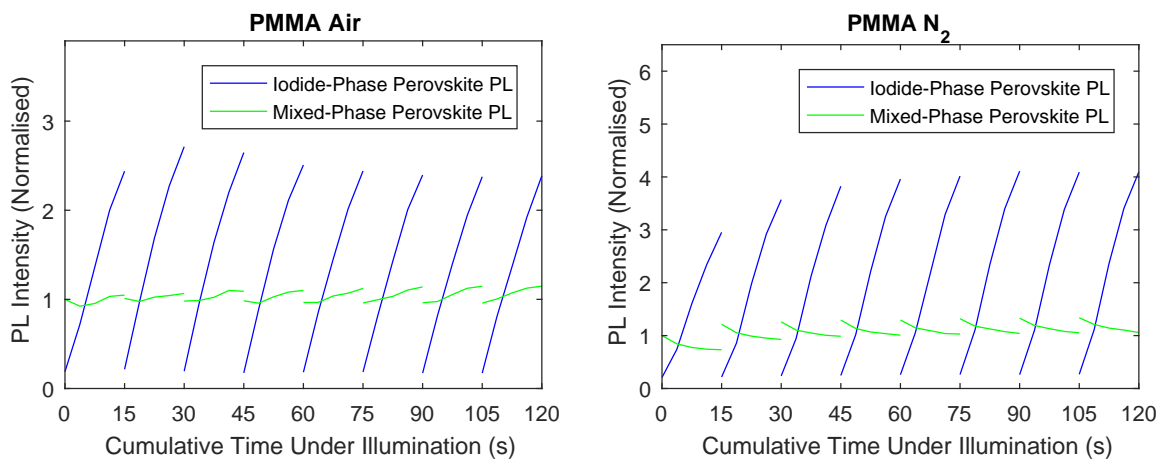 PMMA Air
PL Intensity (Normalised)
3
2
1
0
Iodide-Phase Perovskite PL
Mixed-Phase Perovskite PL
0 15 30 45 60 75 90 105 120
Cumulative Time Under Illumination (s)
PMMA N2
PL Intensity (Normalised)
6
5
4
3
2
1
0
Iodide-Phase Perovskite PL
Mixed-Phase Perovskite PL
0 15 30 45 60 75 90 105 120
Cumulative Time Under Illumination (s)